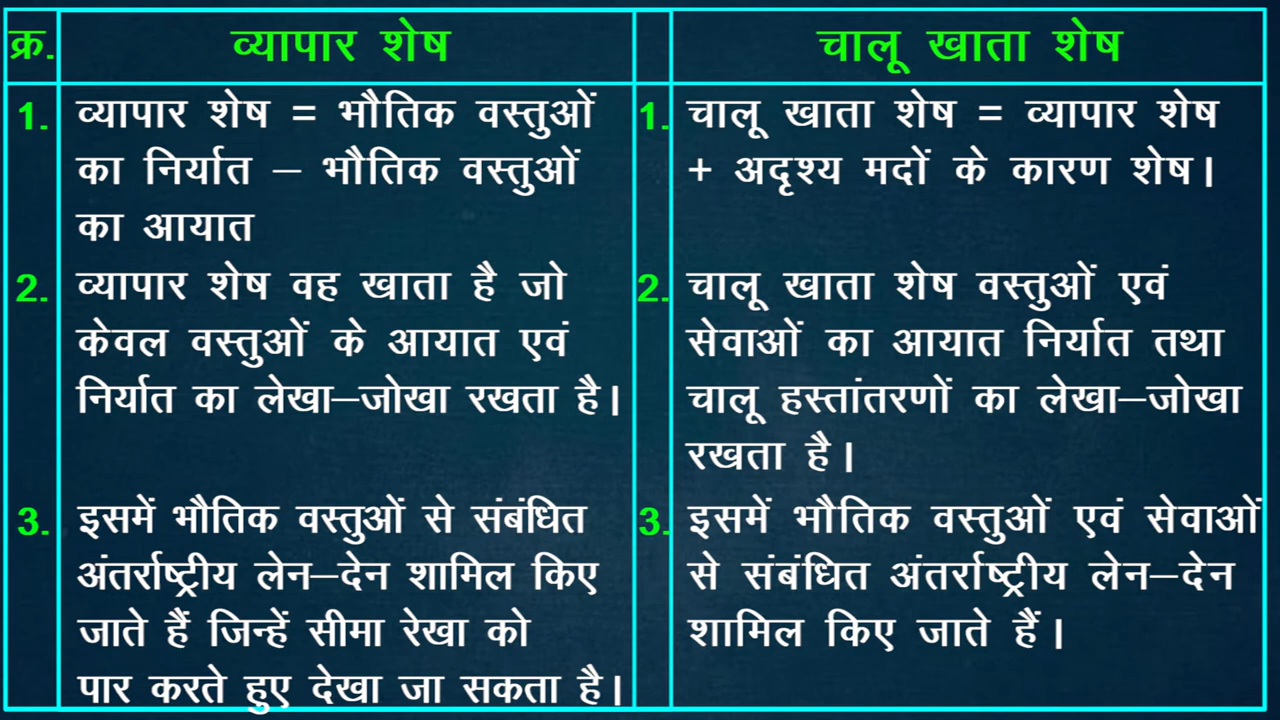 क्र. व्यापार शेष चालू खाता शेष
1. व्यापार शेष = भौतिक वस्तुओं
का निर्यात – भौतिक वस्तुओं
का आयात
1. चालू खाता शेष = व्यापार शेष
+ अदृश्य मदों के कारण शेष।
2. व्यापार शेष वह खाता है जो
केवल वस्तुओं के आयात एवं
निर्यात का लेखा–जोखा रखता है।
2. चालू खाता शेष वस्तुओं एवं
सेवाओं का आयात निर्यात तथा
चालू हस्तांतरणों का लेखा–जोखा
रखता है।
3. इसमें भौतिक वस्तुओं से संबंधित
अंतर्राष्ट्रीय लेन–देन शामिल किए
जाते हैं जिन्हें सीमा रेखा को
पार करते हुए देखा जा सकता है।
3. इसमें भौतिक वस्तुओं एवं सेवाओं
से संबंधित अंतर्राष्ट्रीय लेन–देन
शामिल किए जाते हैं।